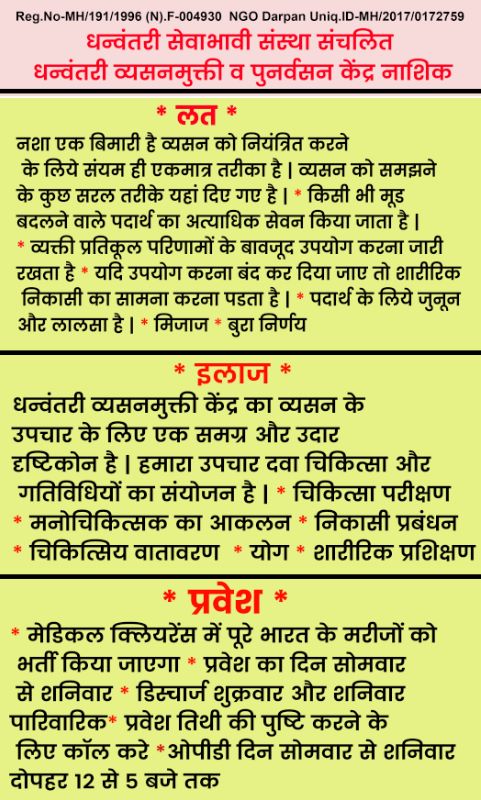 Reg.No-MH/191/1996 (N).F-004930 NGO Darpan Uniq.ID-MH/2017/0172759
धन्वंतरी सेवाभावी संस्था संचलित
धन्वंतरी व्यसनमुक्ती व पुनर्वसन केंद्र नाशिक
* लत *
नशा एक बिमारी है व्यसन को नियंत्रित करने
के लिये संयम ही एकमात्र तरीका है | व्यसन को समझने
के कुछ सरल तरीके यहां दिए गए है | * किसी भी मूड
बदलने वाले पदार्थ का अत्याधिक सेवन किया जाता है |
* व्यक्ती प्रतिकूल परिणामों के बावजूद उपयोग करना जारी
रखता है * यदि उपयोग करना बंद कर दिया जाए तो शारीरिक
निकासी का सामना करना पडता है | * पदार्थ के लिये जुनून
और लालसा है | * मिजाज * बुरा निर्णय
* इलाज *
धन्वंतरी व्यसनमुक्ती केंद्र का व्यसन के
उपचार के लिए एक समग्र और उदार
दृष्टिकोन है | हमारा उपचार दवा चिकित्सा और
गतिविधियों का संयोजन है | * चिकित्सा परीक्षण
* मनोचिकित्सक का आकलन * निकासी प्रबंधन
* चिकित्सिय वातावरण * योग * शारीरिक प्रशिक्षण
* प्रवेश *
* मेडिकल क्लियरेंस में पूरे भारत के मरीजों को
भर्ती किया जाएगा * प्रवेश का दिन सोमवार
से शनिवार * डिस्चार्ज शुक्रवार और शनिवार
पारिवारिक* प्रवेश तिथी की पुष्टि करने के
लिए कॉल करे *ओपीडी दिन सोमवार से शनिवार
दोपहर 12 से 5 बजे तक